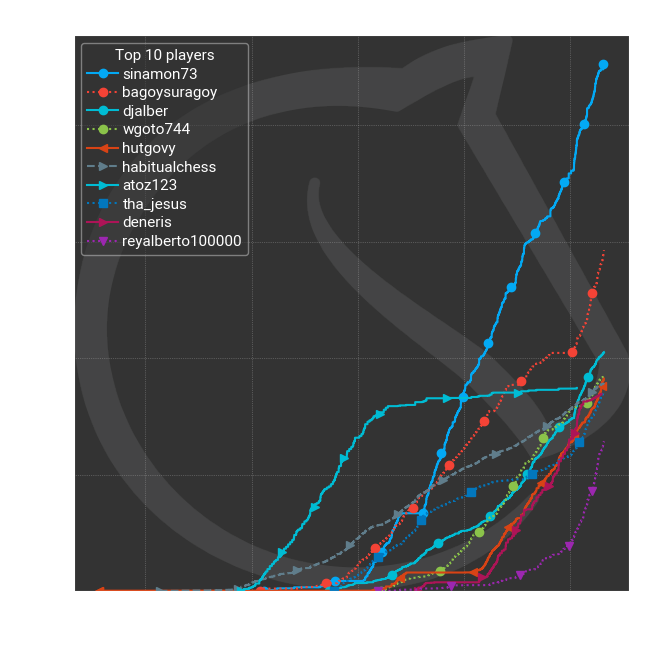 Top 10 players
sinamon73
bagoysuragoy
djalber
wgoto744
hutgovy
habitualchess
atoz123
tha_jesus
deneris
reyalberto100000